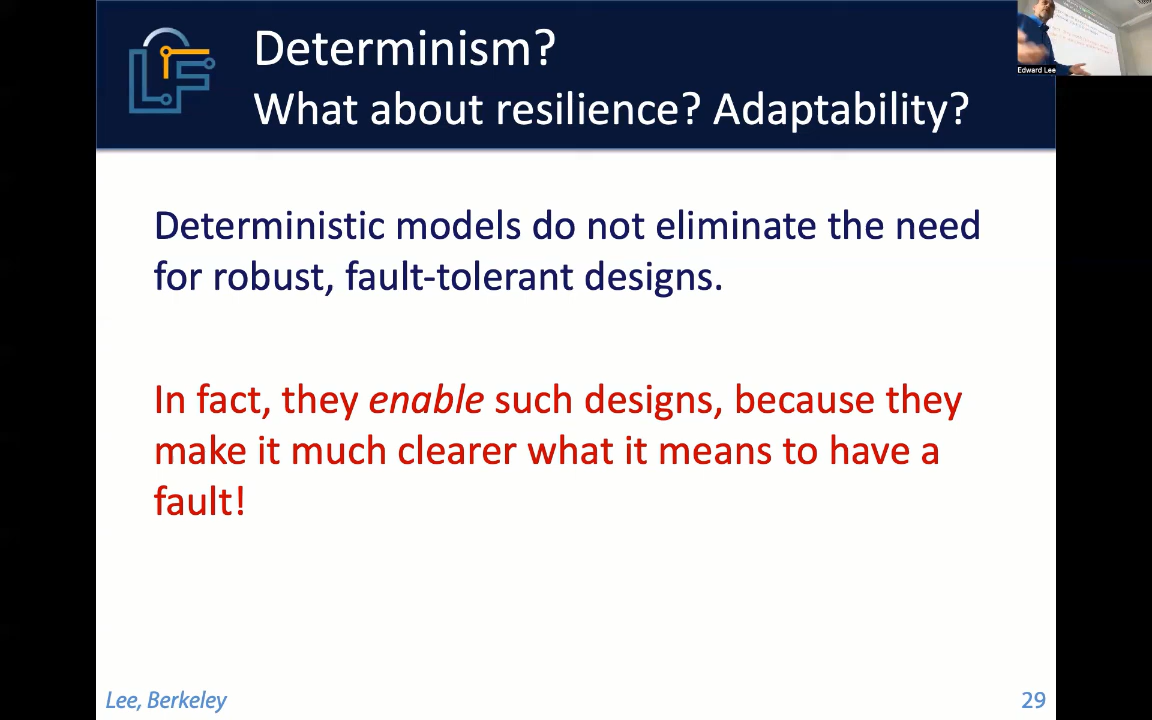 Determinism?
What about resilience? Adaptability?
Edward Lee
Deterministic models do not eliminate the need
for robust, fault-tolerant designs.
In fact, they enable such designs, because they
make it much clearer what it means to have a
fault!
Lee, Berkeley
29